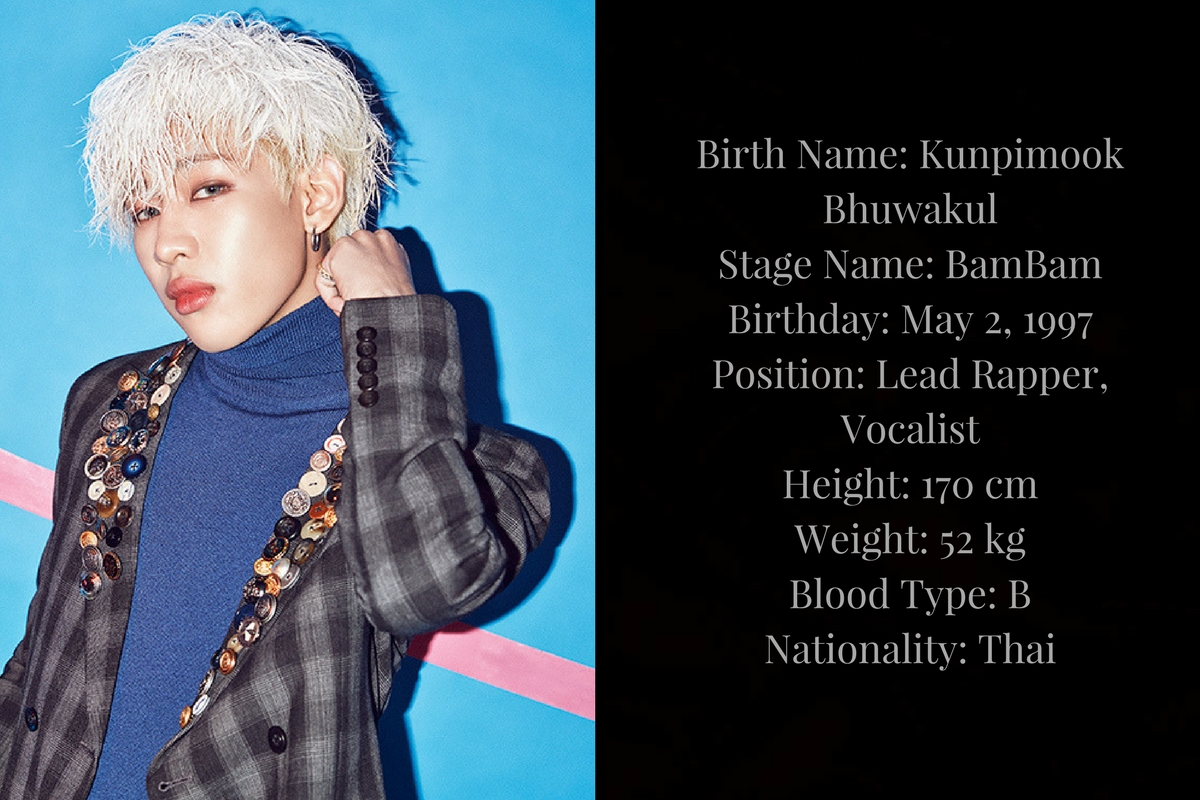 Birth Name: Kunpimook
Bhuwakul
Stage Name: BamBam
Birthday: May 2, 1997
Position: Lead Rapper,
Vocalist
Height: 170 cm
Weight: 52 kg
Blood Type: B
Nationality: Thai